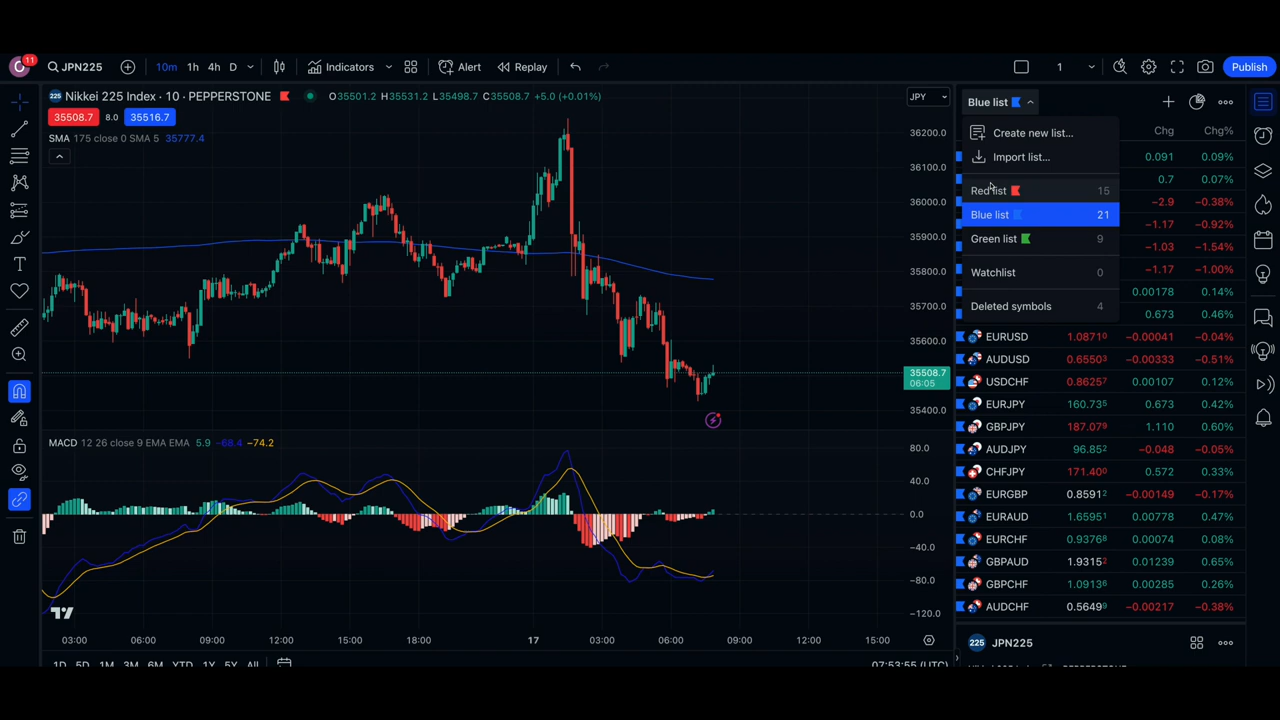 11
JPN225
10m 1h 4h D
Indicators
Alert
Replay
1
Publish
225 Nikkei 225 Index · 10 · PEPPERSTONE
O35501.2 H35531.2 L35498.7 C35508.7 +5.0 (+0.01%)
35508.7 8.0 35516.7
SMA 175 close 0 SMA 5 35777.4
JPY
36200.0
36100.0
36000.0
35900.0
35800.0
35700.0
35600.0
35508.7
06:05
35400.0
MACD 12 26 close 9 EMA EMA 5.9 −68.4 −74.2
80.0
40.0
0.0
−40.0
−80.0
−120.0
03:00 06:00 09:00 12:00 15:00 18:00 17 03:00 06:00 09:00 12:00 15:00
1D 5D 1M 3M 6M YTD 1Y 5Y All
07:53:55 (UTC)
Blue list
Chg Chg%
Create new list...
Import list...
Red list 15
Blue list 21
Green list 9
Watchlist 0
Deleted symbols 4
0.091 0.09%
0.7 0.07%
−2.9 −0.38%
−1.17 −0.92%
−1.03 −1.54%
−1.17 −1.00%
0.00178 0.14%
0.673 0.46%
EURUSD 1.08710 −0.00041 −0.04%
AUDUSD 0.65503 −0.00333 −0.51%
USDCHF 0.86257 0.00107 0.12%
EURJPY 160.735 0.673 0.42%
GBPJPY 187.079 1.110 0.60%
AUDJPY 96.852 −0.048 −0.05%
CHFJPY 171.400 0.572 0.33%
EURGBP 0.85912 −0.00149 −0.17%
EURAUD 1.65951 0.00778 0.47%
EURCHF 0.93768 0.00074 0.08%
GBPAUD 1.93152 0.01239 0.65%
GBPCHF 1.09136 0.00285 0.26%
AUDCHF 0.56499 −0.00217 −0.38%
225 JPN225